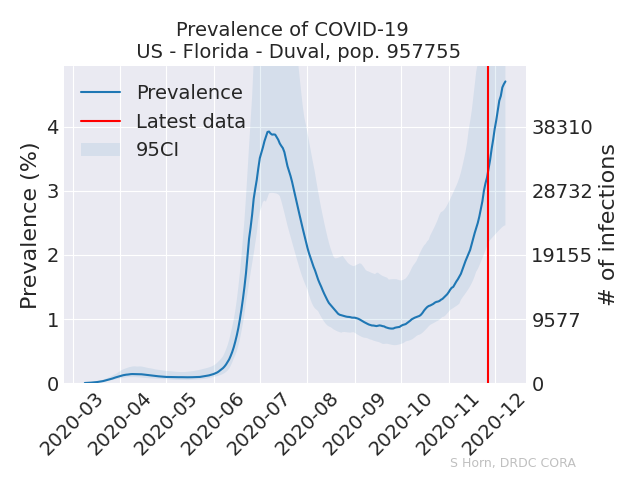 Prevalence of COVID-19
US - Florida - Duval, pop. 957755
Prevalence
Latest data
95CI
Prevalence (%)
4
3
2
1
0
38310
28732
19155
9577
0
# of infections
2020-03
2020-04
2020-05
2020-06
2020-07
2020-08
2020-09
2020-10
2020-11
2020-12
S Horn, DRDC CORA